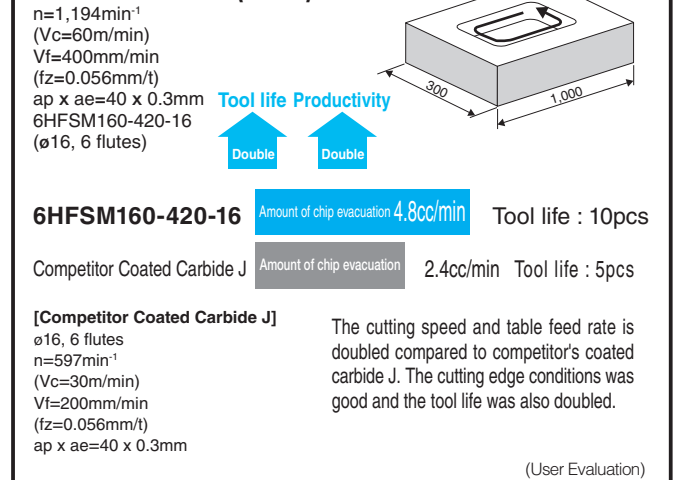 n=1,194min-1
(Vc=60m/min)
Vf=400mm/min
(fz=0.056mm/t)
ap x ae=40 x 0.3mm
6HFSM160-420-16
(ø16, 6 flutes)
Tool life Productivity
Double Double
300
1,000
6HFSM160-420-16 Amount of chip evacuation 4.8cc/min Tool life : 10pcs
Competitor Coated Carbide J Amount of chip evacuation 2.4cc/min Tool life : 5pcs
[Competitor Coated Carbide J]
ø16, 6 flutes
n=597min-1
(Vc=30m/min)
Vf=200mm/min
(fz=0.056mm/t)
ap x ae=40 x 0.3mm
The cutting speed and table feed rate is
doubled compared to competitor's coated
carbide J. The cutting edge conditions was
good and the tool life was also doubled.
(User Evaluation)